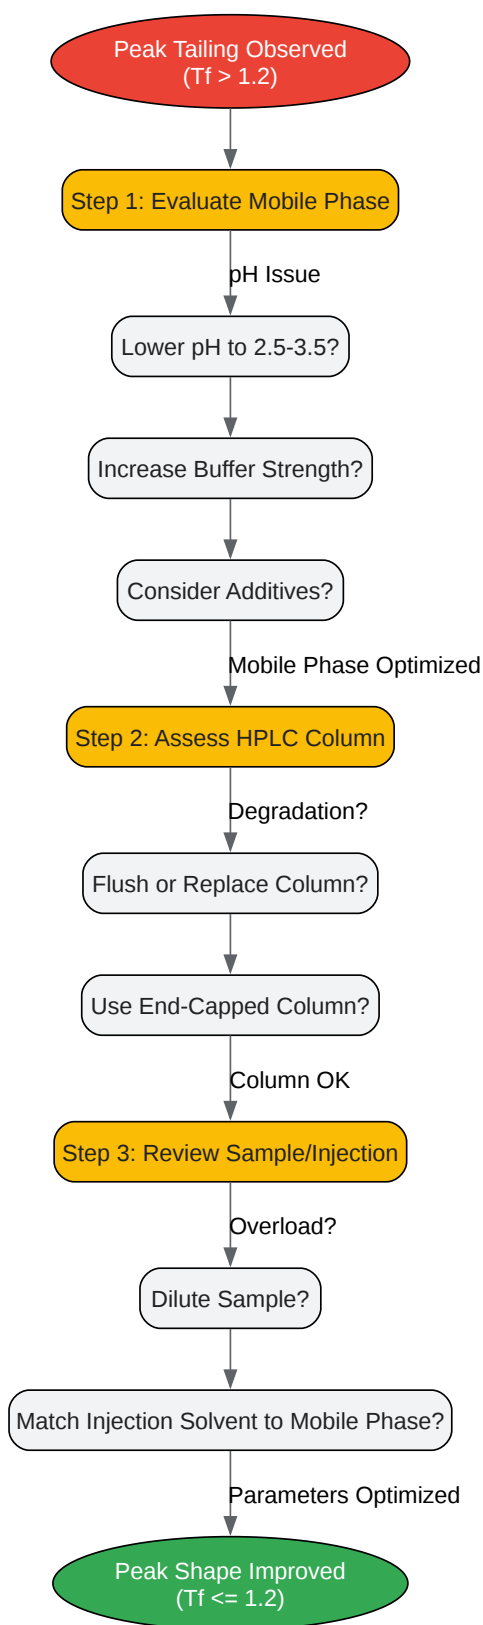 Peak Tailing Observed
(Tf > 1.2)
Step 1: Evaluate Mobile Phase
pH Issue
Lower pH to 2.5-3.5?
Increase Buffer Strength?
Consider Additives?
Mobile Phase Optimized
Step 2: Assess HPLC Column
Degradation?
Flush or Replace Column?
Use End-Capped Column?
Column OK
Step 3: Review Sample/Injection
Overload?
Dilute Sample?
Match Injection Solvent to Mobile Phase?
Parameters Optimized
Peak Shape Improved
(Tf <= 1.2)